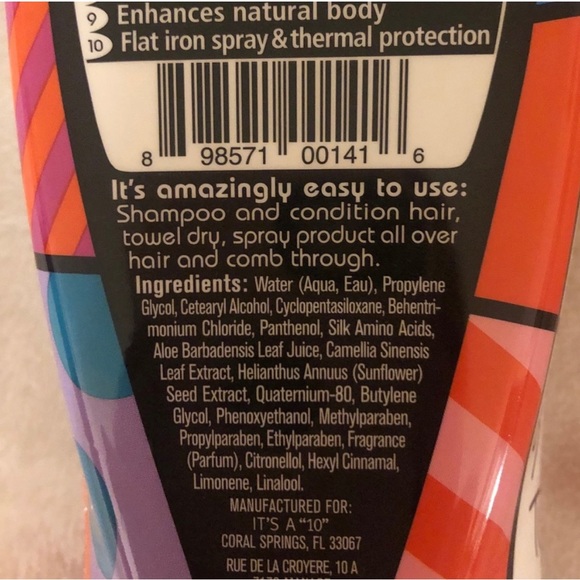 9 Enhances natural body
10 Flat iron spray & thermal protection
8 98571 00141 6
It's amazingly easy to use:
Shampoo and condition hair,
towel dry, spray product all over
hair and comb through.
Ingredients: Water (Aqua, Eau), Propylene
Glycol, Cetearyl Alcohol, Cyclopentasiloxane, Behentri-
monium Chloride, Panthenol, Silk Amino Acids,
Aloe Barbadensis Leaf Juice, Camellia Sinensis
Leaf Extract, Helianthus Annuus (Sunflower)
Seed Extract, Quaternium-80, Butylene
Glycol, Phenoxyethanol, Methylparaben,
Propylparaben, Ethylparaben, Fragrance
(Parfum), Citronellol, Hexyl Cinnamal,
Limonene, Linalool.
MANUFACTURED FOR:
IT'S A "10"
CORAL SPRINGS, FL 33067
RUE DE LA CROYERE, 10 A